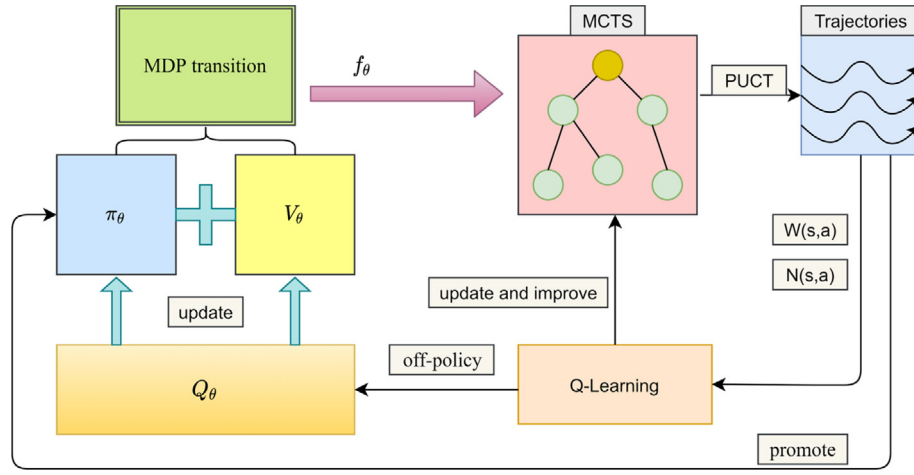 MCTS
Trajectories
MDP transition
f_θ
PUCT
π_θ
V_θ
W(s,a)
N(s,a)
update and improve
update
off-policy
Q_θ
Q-Learning
promote